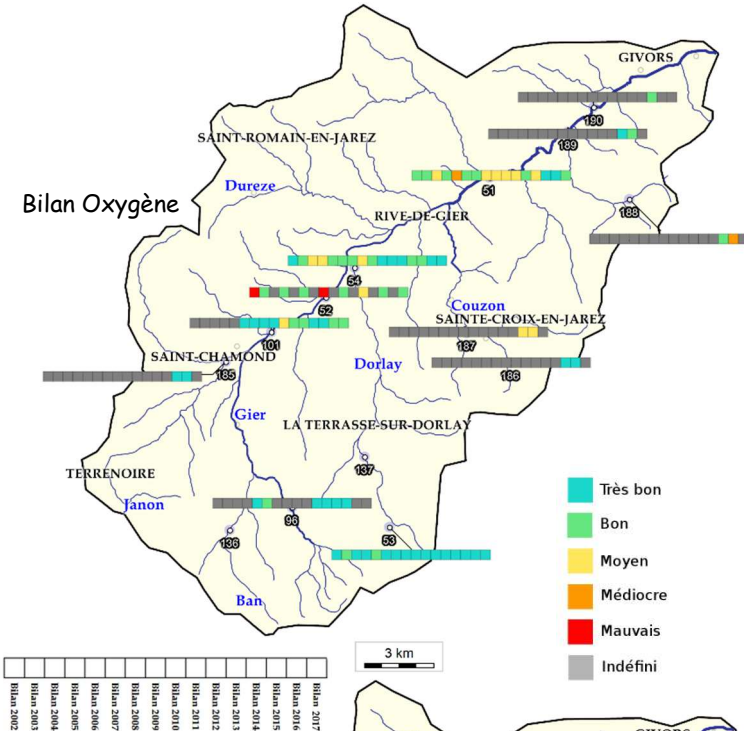 GIVORS
190
189
SAINT-ROMAIN-EN-JAREZ
51
Dureze
Bilan Oxygène
188
RIVE-DE-GIER
54
52
Couzon
SAINTE-CROIX-EN-JAREZ
101
187
SAINT-CHAMOND
Dorlay
185
186
Gier
LA TERRASSE-SUR-DORLAY
137
TERRENOIRE
Janon
96
53
136
Ban
Très bon
Bon
Moyen
Médiocre
Mauvais
Indéfini
3 km
Bilan 2002
Bilan 2003
Bilan 2004
Bilan 2005
Bilan 2006
Bilan 2007
Bilan 2008
Bilan 2009
Bilan 2010
Bilan 2011
Bilan 2012
Bilan 2013
Bilan 2014
Bilan 2015
Bilan 2016
Bilan 2017